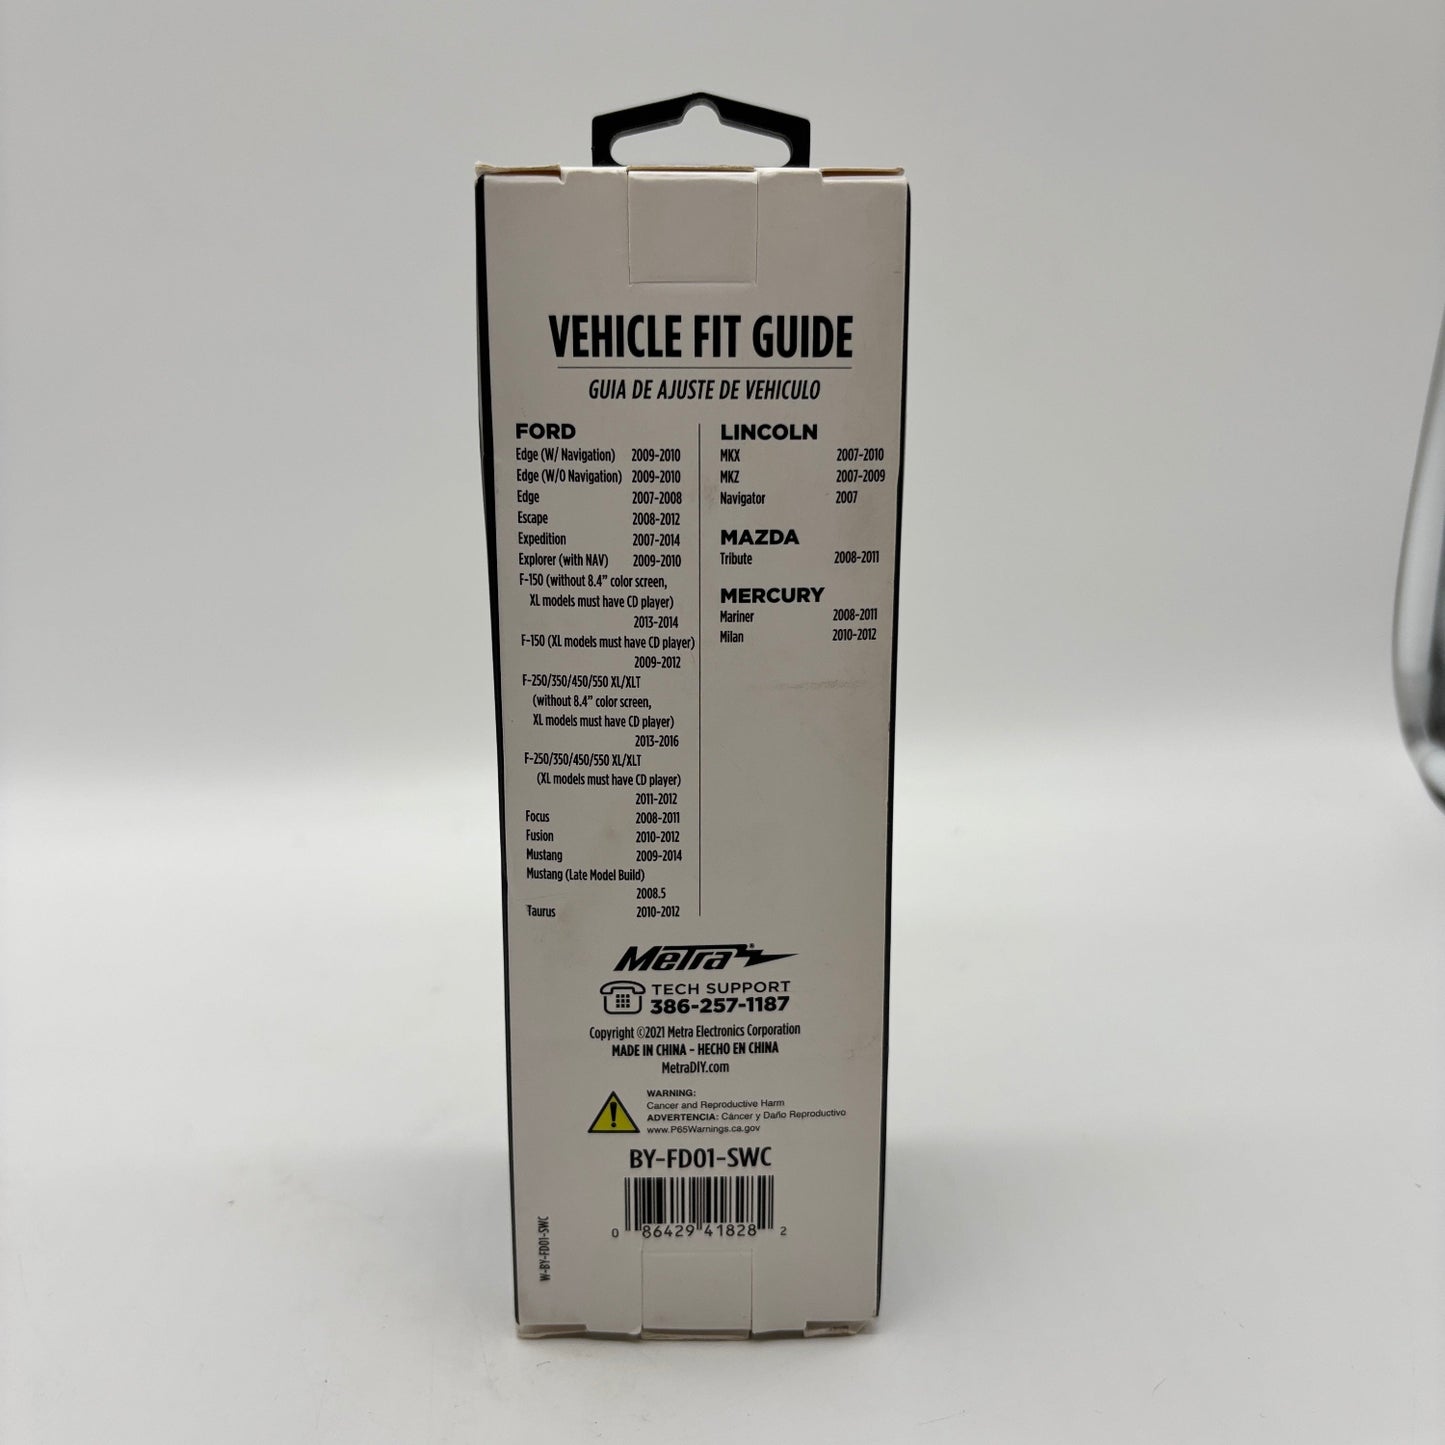 VEHICLE FIT GUIDE
GUIA DE AJUSTE DE VEHICULO
FORD
Edge (W/ Navigation) 2009-2010
Edge (W/O Navigation) 2009-2010
Edge 2007-2008
Escape 2008-2012
Expedition 2007-2014
Explorer (with NAV) 2009-2010
F-150 (without 8.4" color screen,
XL models must have CD player)
2013-2014
F-150 (XL models must have CD player)
2009-2012
F-250/350/450/550 XL/XLT
(without 8.4" color screen,
XL models must have CD player)
2013-2016
F-250/350/450/550 XL/XLT
(XL models must have CD player)
2011-2012
Focus 2008-2011
Fusion 2010-2012
Mustang 2009-2014
Mustang (Late Model Build)
2008.5
Taurus 2010-2012
LINCOLN
MKX 2007-2010
MKZ 2007-2009
Navigator 2007
MAZDA
Tribute 2008-2011
MERCURY
Mariner 2008-2011
Milan 2010-2012
Metra®
TECH SUPPORT
386-257-1187
Copyright ©2021 Metra Electronics Corporation
MADE IN CHINA - HECHO EN CHINA
MetraDIY.com
WARNING:
Cancer and Reproductive Harm
ADVERTENCIA: Cáncer y Daño Reproductivo
www.P65Warnings.ca.gov
BY-FD01-SWC
0 86429 41828 2
W-BY-FD01-SWC